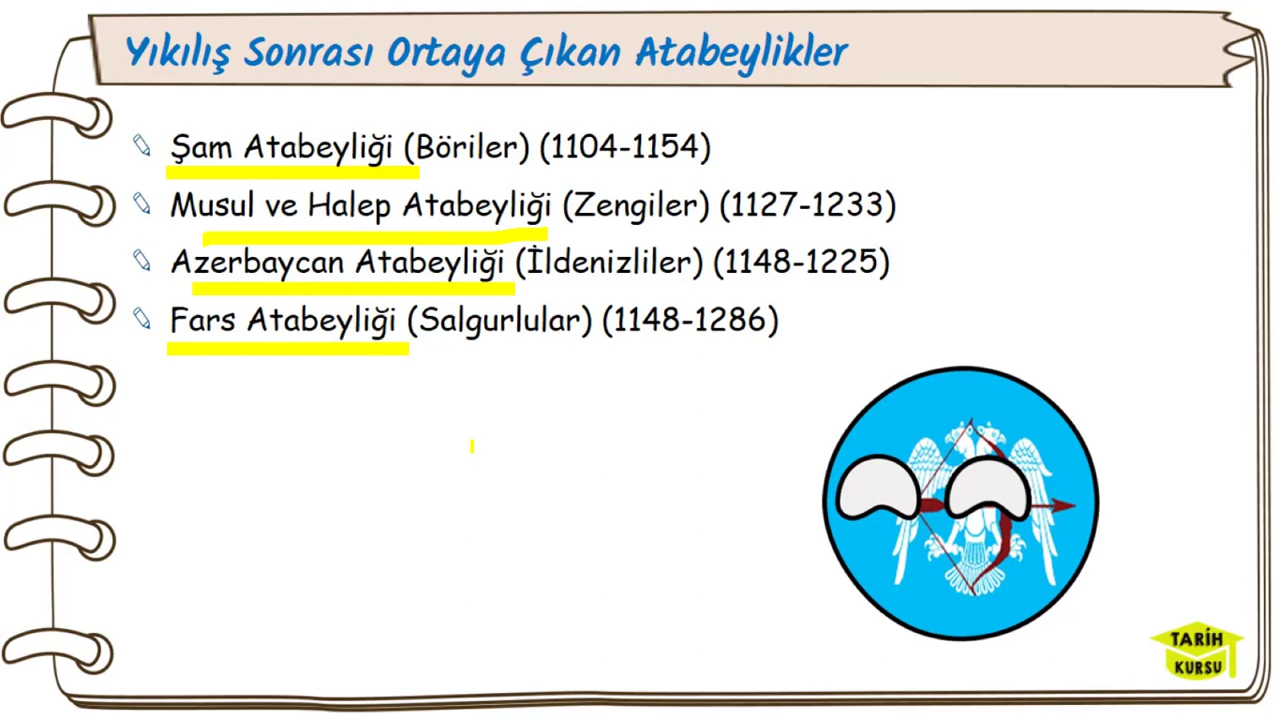 Yıkılış Sonrası Ortaya Çıkan Atabeylikler
Şam Atabeyliği (Böriler) (1104-1154)
Musul ve Halep Atabeyliği (Zengiler) (1127-1233)
Azerbaycan Atabeyliği (İldenizliler) (1148-1225)
Fars Atabeyliği (Salgurlular) (1148-1286)
TARİH
KURSU